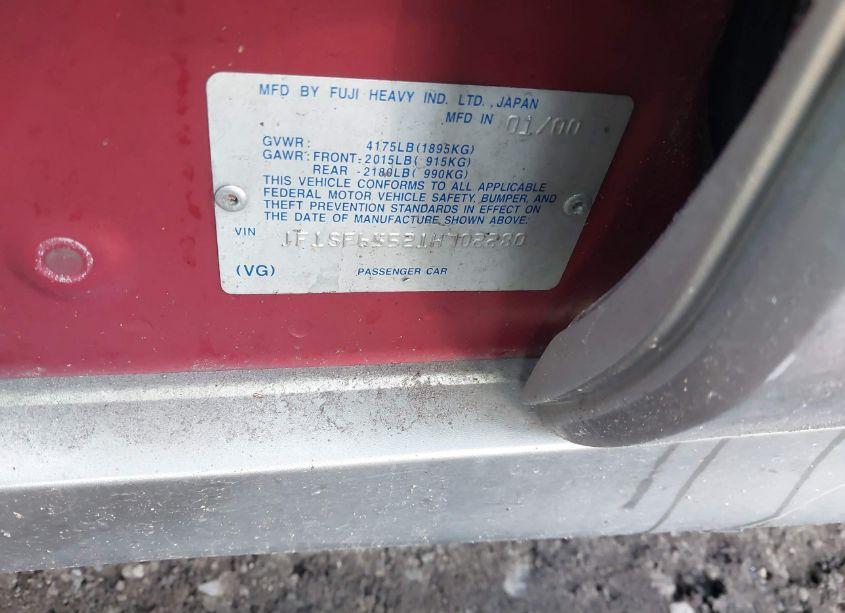 MFD BY FUJI HEAVY IND. LTD., JAPAN
MFD IN 01/00
GVWR: 4175LB(1895KG)
GAWR: FRONT-2015LB( 915KG)
REAR -2180LB( 990KG)
THIS VEHICLE CONFORMS TO ALL APPLICABLE
FEDERAL MOTOR VEHICLE SAFETY, BUMPER, AND
THEFT PREVENTION STANDARDS IN EFFECT ON
THE DATE OF MANUFACTURE SHOWN ABOVE.
VIN
(VG) PASSENGER CAR